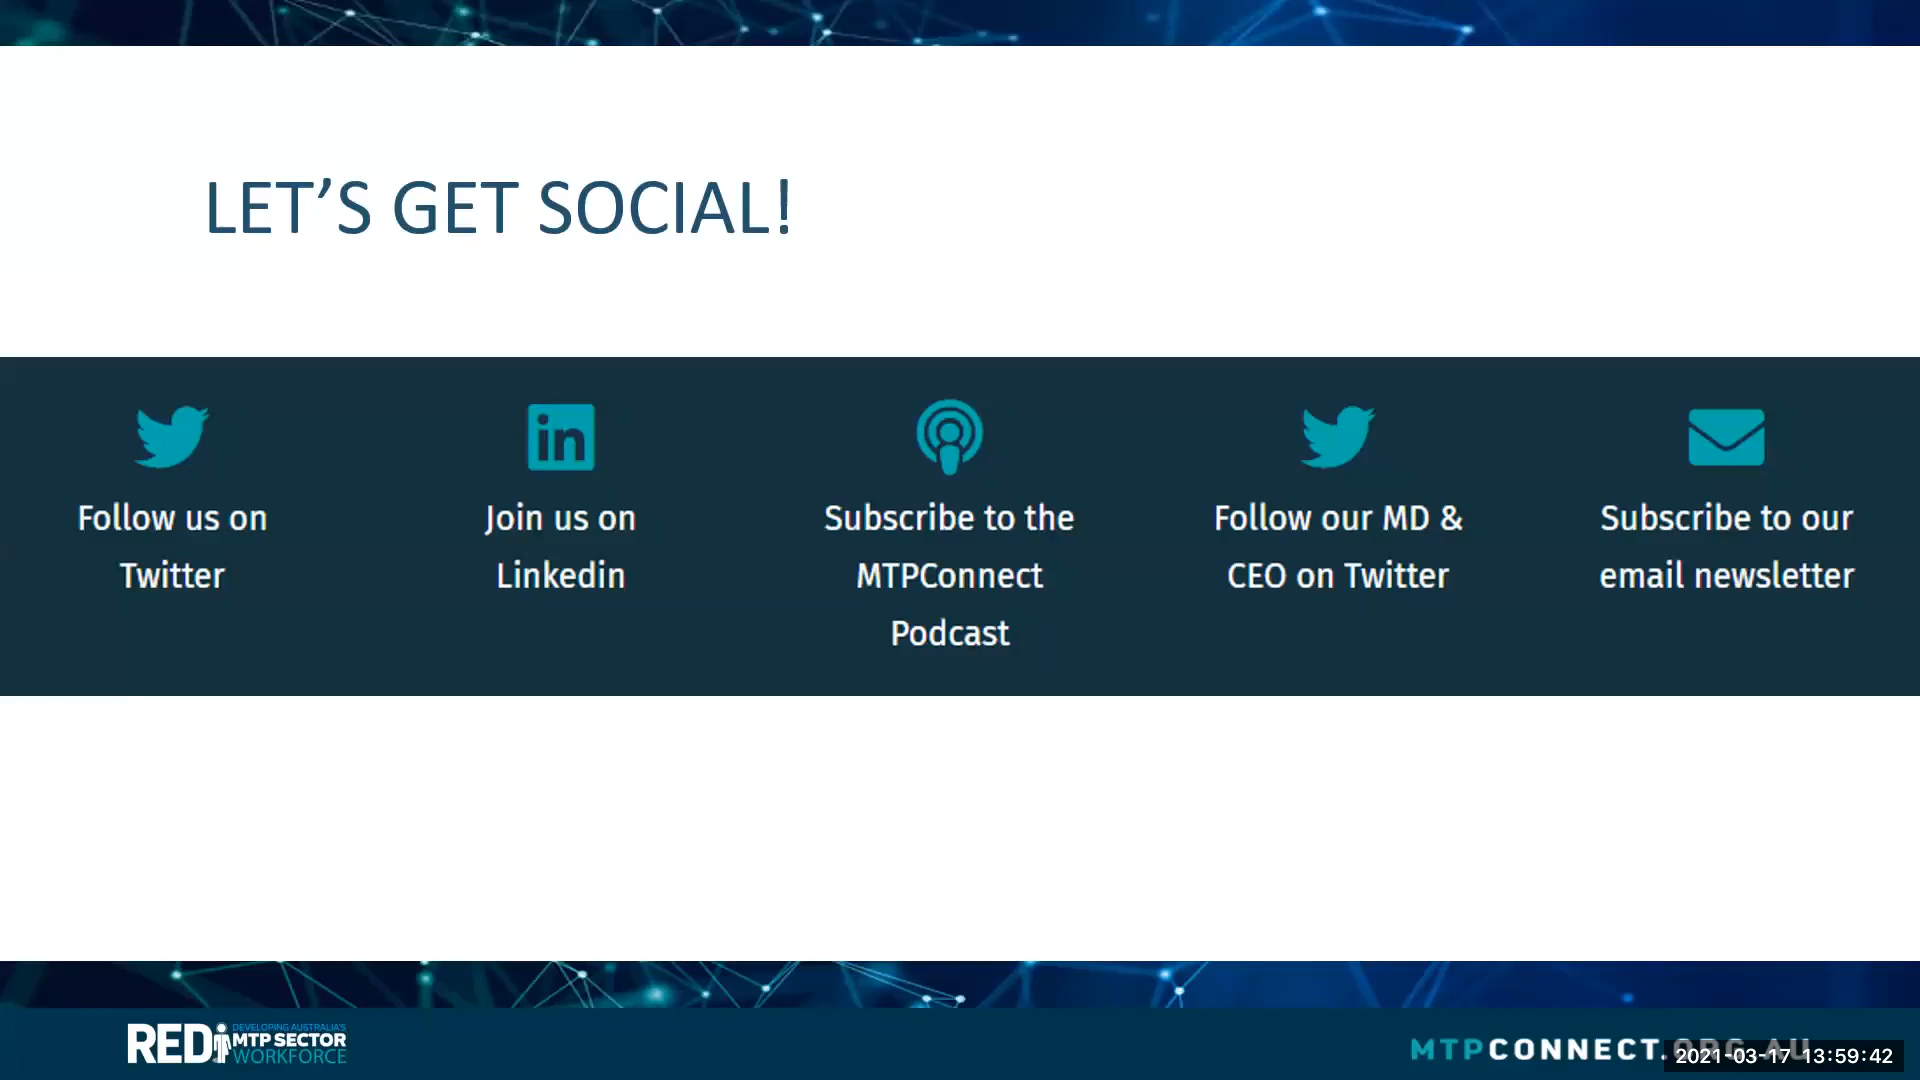 LET’S GET SOCIAL!
Follow us on
Twitter
Join us on
Linkedin
Subscribe to the
MTPConnect
Podcast
Follow our MD &
CEO on Twitter
Subscribe to our
email newsletter
REDi
DEVELOPING AUSTRALIA'S
MTP SECTOR
WORKFORCE
MTPCONNECT.ORG.AU
2021-03-17 13:59:42